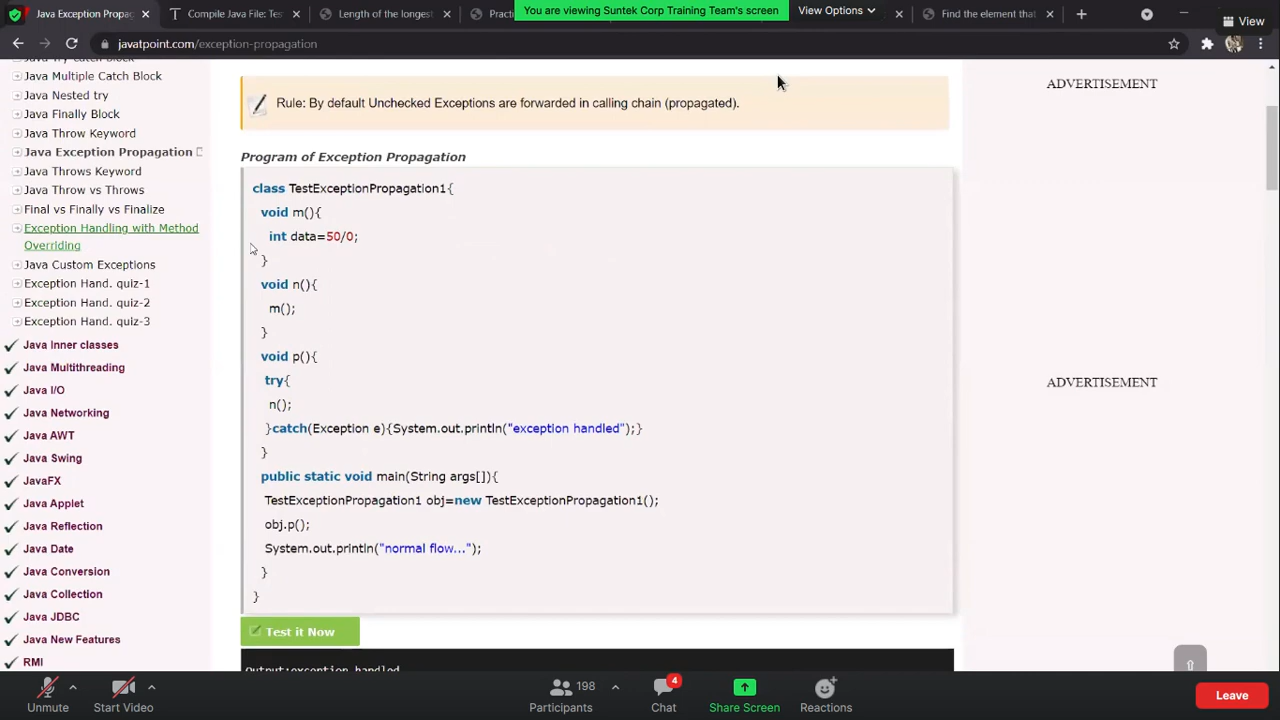 Java Exception Propag
Compile Java File: Test
Length of the longest
Practi
You are viewing Suntek Corp Training Team's screen
View Options
Find the element that
View
javatpoint.com/exception-propagation
Java Try-catch block
Java Multiple Catch Block
Java Nested try
Java Finally Block
Java Throw Keyword
Java Exception Propagation
Java Throws Keyword
Java Throw vs Throws
Final vs Finally vs Finalize
Exception Handling with Method
Overriding
Java Custom Exceptions
Exception Hand. quiz-1
Exception Hand. quiz-2
Exception Hand. quiz-3
Java Inner classes
Java Multithreading
Java I/O
Java Networking
Java AWT
Java Swing
JavaFX
Java Applet
Java Reflection
Java Date
Java Conversion
Java Collection
Java JDBC
Java New Features
RMI
Rule: By default Unchecked Exceptions are forwarded in calling chain (propagated).
Program of Exception Propagation
class TestExceptionPropagation1{
void m(){
int data=50/0;
}
void n(){
m();
}
void p(){
try{
n();
}catch(Exception e){System.out.println("exception handled");}
}
public static void main(String args[]){
TestExceptionPropagation1 obj=new TestExceptionPropagation1();
obj.p();
System.out.println("normal flow...");
}
}
Test it Now
Output:exception handled
ADVERTISEMENT
ADVERTISEMENT
Unmute
Start Video
198
Participants
4
Chat
Share Screen
Reactions
Leave